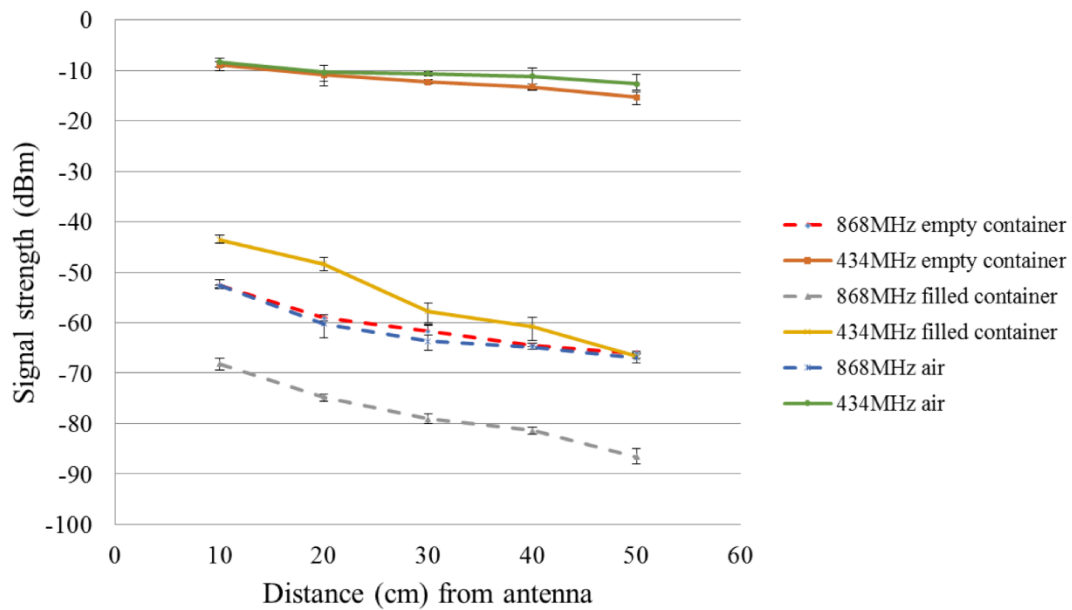 0
-10
-20
-30
-40
-50
-60
-70
-80
-90
-100
Signal strength (dBm)
0 10 20 30 40 50 60
Distance (cm) from antenna
868MHz empty container
434MHz empty container
868MHz filled container
434MHz filled container
868MHz air
434MHz air